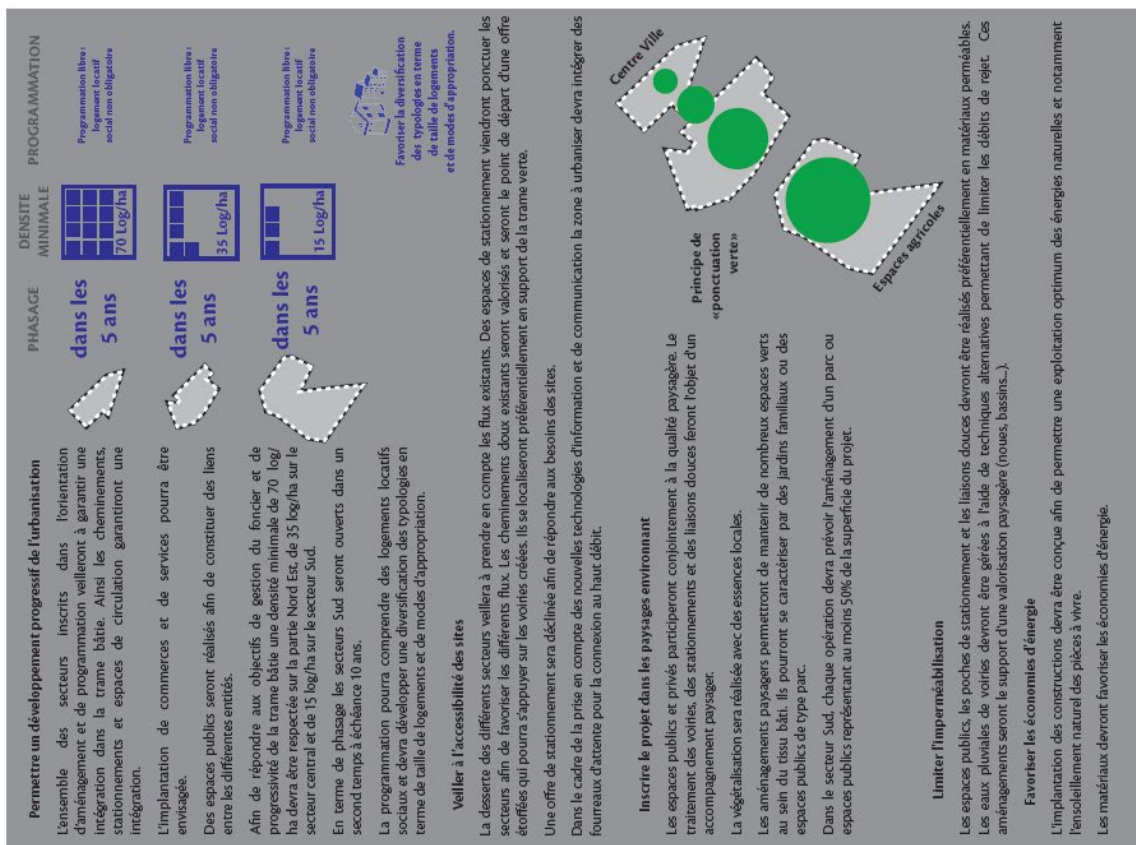 Permettre un développement progressif de l'urbanisation
L'ensemble des secteurs inscrits dans l'orientation
d'aménagement et de programmation veilleront à garantir une
intégration dans la trame bâtie. Ainsi les cheminements,
stationnements et espaces de circulation garantiront une
intégration.
L'implantation de commerces et de services pourra être
envisagée.
Des espaces publics seront réalisés afin de constituer des liens
entre les différentes entités.
Afin de répondre aux objectifs de gestion du foncier et de
progressivité de la trame bâtie une densité minimale de 70 log/
ha devra être respectée sur la partie Nord Est, de 35 log/ha sur le
secteur central et de 15 log/ha sur le secteur Sud.
En terme de phasage les secteurs Sud seront ouverts dans un
second temps à échéance 10 ans.
La programmation pourra comprendre des logements locatifs
sociaux et devra développer une diversification des typologies en
terme de taille de logements et de modes d'appropriation.
PHASAGE
DENSITE
MINIMALE
PROGRAMMATION
dans les
5 ans
70 Log/ha
Programmation libre :
logement locatif
social non obligatoire
dans les
5 ans
35 Log/ha
Programmation libre :
logement locatif
social non obligatoire
dans les
5 ans
15 Log/ha
Programmation libre :
logement locatif
social non obligatoire
Favoriser la diversification
des typologies en terme
de taille de logements
et de modes d'appropriation.
Veiller à l'accessibilité des sites
La desserte des différents secteurs veillera à prendre en compte les flux existants. Des espaces de stationnement viendront ponctuer les
secteurs afin de favoriser les différents flux. Les cheminements doux existants seront valorisés et seront le point de départ d'une offre
étoffées qui pourra s'appuyer sur les voiries créées. Ils se localiseront préférentiellement en support de la trame verte.
Une offre de stationnement sera déclinée afin de répondre aux besoins des sites.
Dans le cadre de la prise en compte des nouvelles technologies d'information et de communication la zone à urbaniser devra intégrer des
fourreaux d'attente pour la connexion au haut débit.
Inscrire le projet dans les paysages environnant
Les espaces publics et privés participeront conjointement à la qualité paysagère. Le
traitement des voiries, des stationnements et des liaisons douces feront l'objet d'un
accompagnement paysager.
La végétalisation sera réalisée avec des essences locales.
Les aménagements paysagers permettront de maintenir de nombreux espaces verts
au sein du tissu bâti. Ils pourront se caractériser par des jardins familiaux ou des
espaces publics de type parc.
Dans le secteur Sud, chaque opération devra prévoir l'aménagement d'un parc ou
espaces publics représentant au moins 50% de la superficie du projet.
Principe de
«ponctuation
verte»
Centre Ville
Espaces agricoles
Limiter l'imperméabilisation
Les espaces publics, les poches de stationnement et les liaisons douces devront être réalisés préférentiellement en matériaux perméables.
Les eaux pluviales de voiries devront être gérées à l'aide de techniques alternatives permettant de limiter les débits de rejet. Ces
aménagements seront le support d'une valorisation paysagère (noues, bassins...).
Favoriser les économies d'énergie
L'implantation des constructions devra être conçue afin de permettre une exploitation optimum des énergies naturelles et notamment
l'ensoleillement naturel des pièces à vivre.
Les matériaux devront favoriser les économies d'énergie.